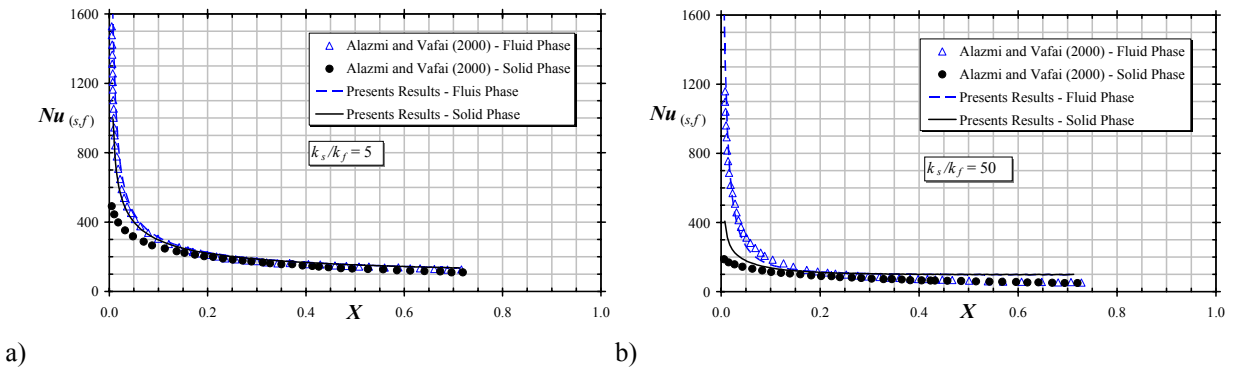 1600
1200
Nu (s,f)
800
400
0
0.0 0.2 0.4 0.6 0.8 1.0
X
Alazmi and Vafai (2000) - Fluid Phase
Alazmi and Vafai (2000) - Solid Phase
Presents Results - Fluis Phase
Presents Results - Solid Phase
k s /k f = 5
a)
1600
1200
Nu (s,f)
800
400
0
0.0 0.2 0.4 0.6 0.8 1.0
X
Alazmi and Vafai (2000) - Fluid Phase
Alazmi and Vafai (2000) - Solid Phase
Presents Results - Fluid Phase
Presents Results - Solid Phase
k s /k f = 50
b)